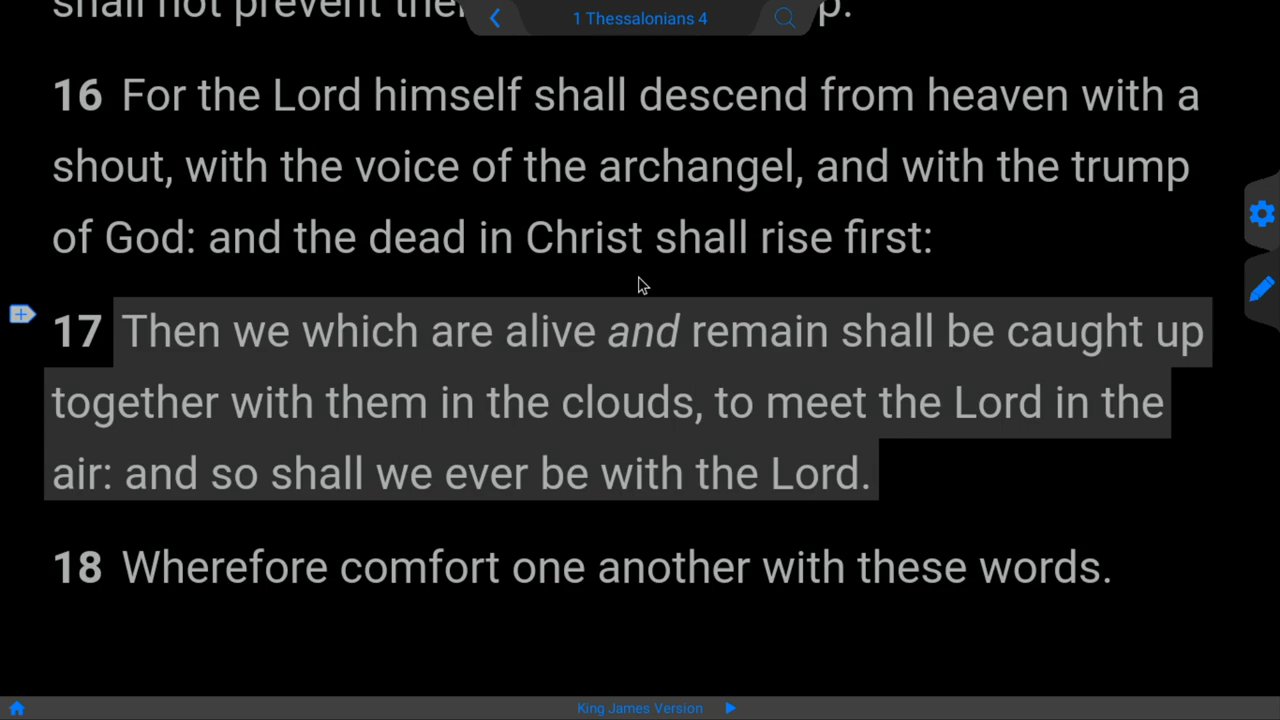 shall not prevent
p.
1 Thessalonians 4
16 For the Lord himself shall descend from heaven with a
shout, with the voice of the archangel, and with the trump
of God: and the dead in Christ shall rise first:
17 Then we which are alive and remain shall be caught up
together with them in the clouds, to meet the Lord in the
air: and so shall we ever be with the Lord.
18 Wherefore comfort one another with these words.
King James Version